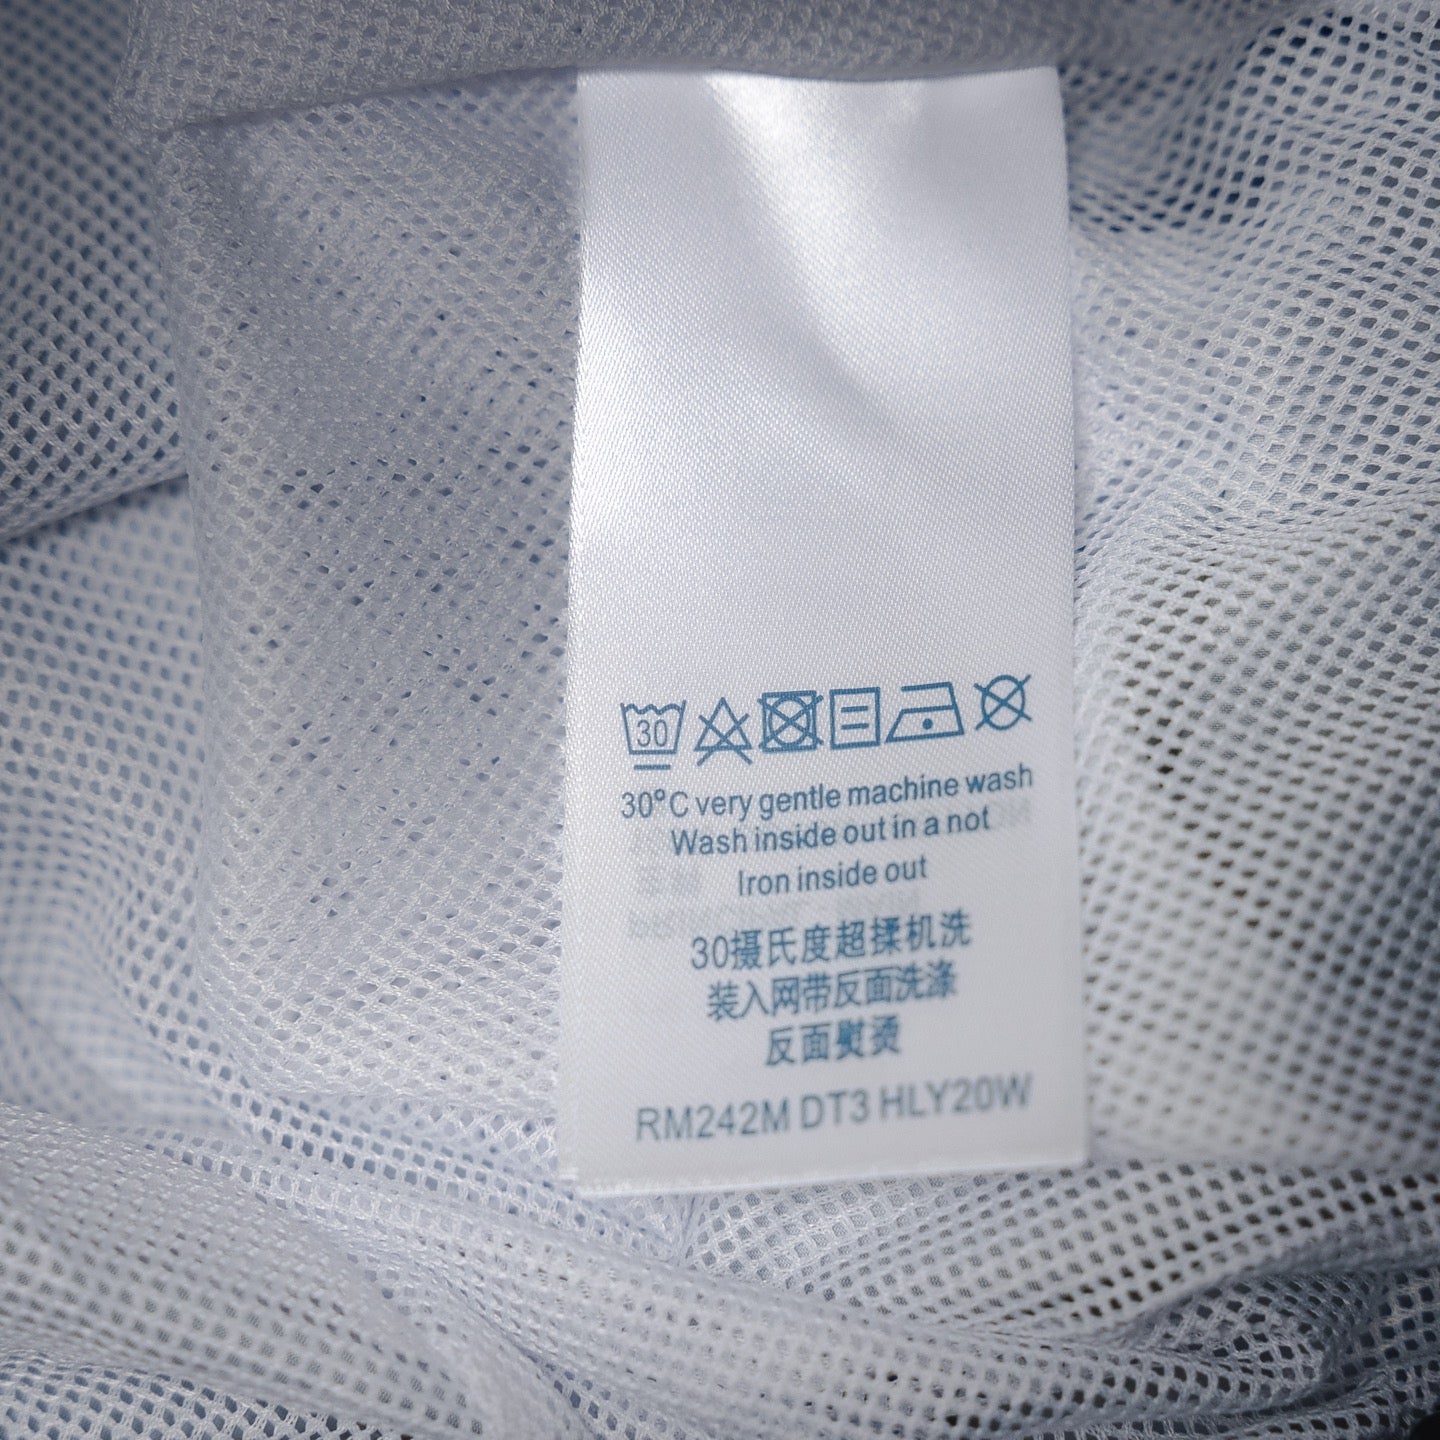 30
30°C very gentle machine wash
Wash inside out in a not
Iron inside out
30摄氏度超揉机洗
装入网带反面洗涤
反面熨烫
RM242M DT3 HLY20W